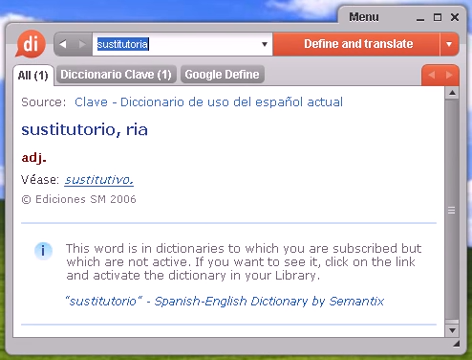 Menu
di
sustitutoria
Define and translate
All (1)
Diccionario Clave (1)
Google Define
Source: Clave - Diccionario de uso del español actual
sustitutorio, ria
adj.
Véase: sustitutivo.
© Ediciones SM 2006
i
This word is in dictionaries to which you are subscribed but
which are not active. If you want to see it, click on the link
and activate the dictionary in your Library.
"sustitutorio" - Spanish-English Dictionary by Semantix